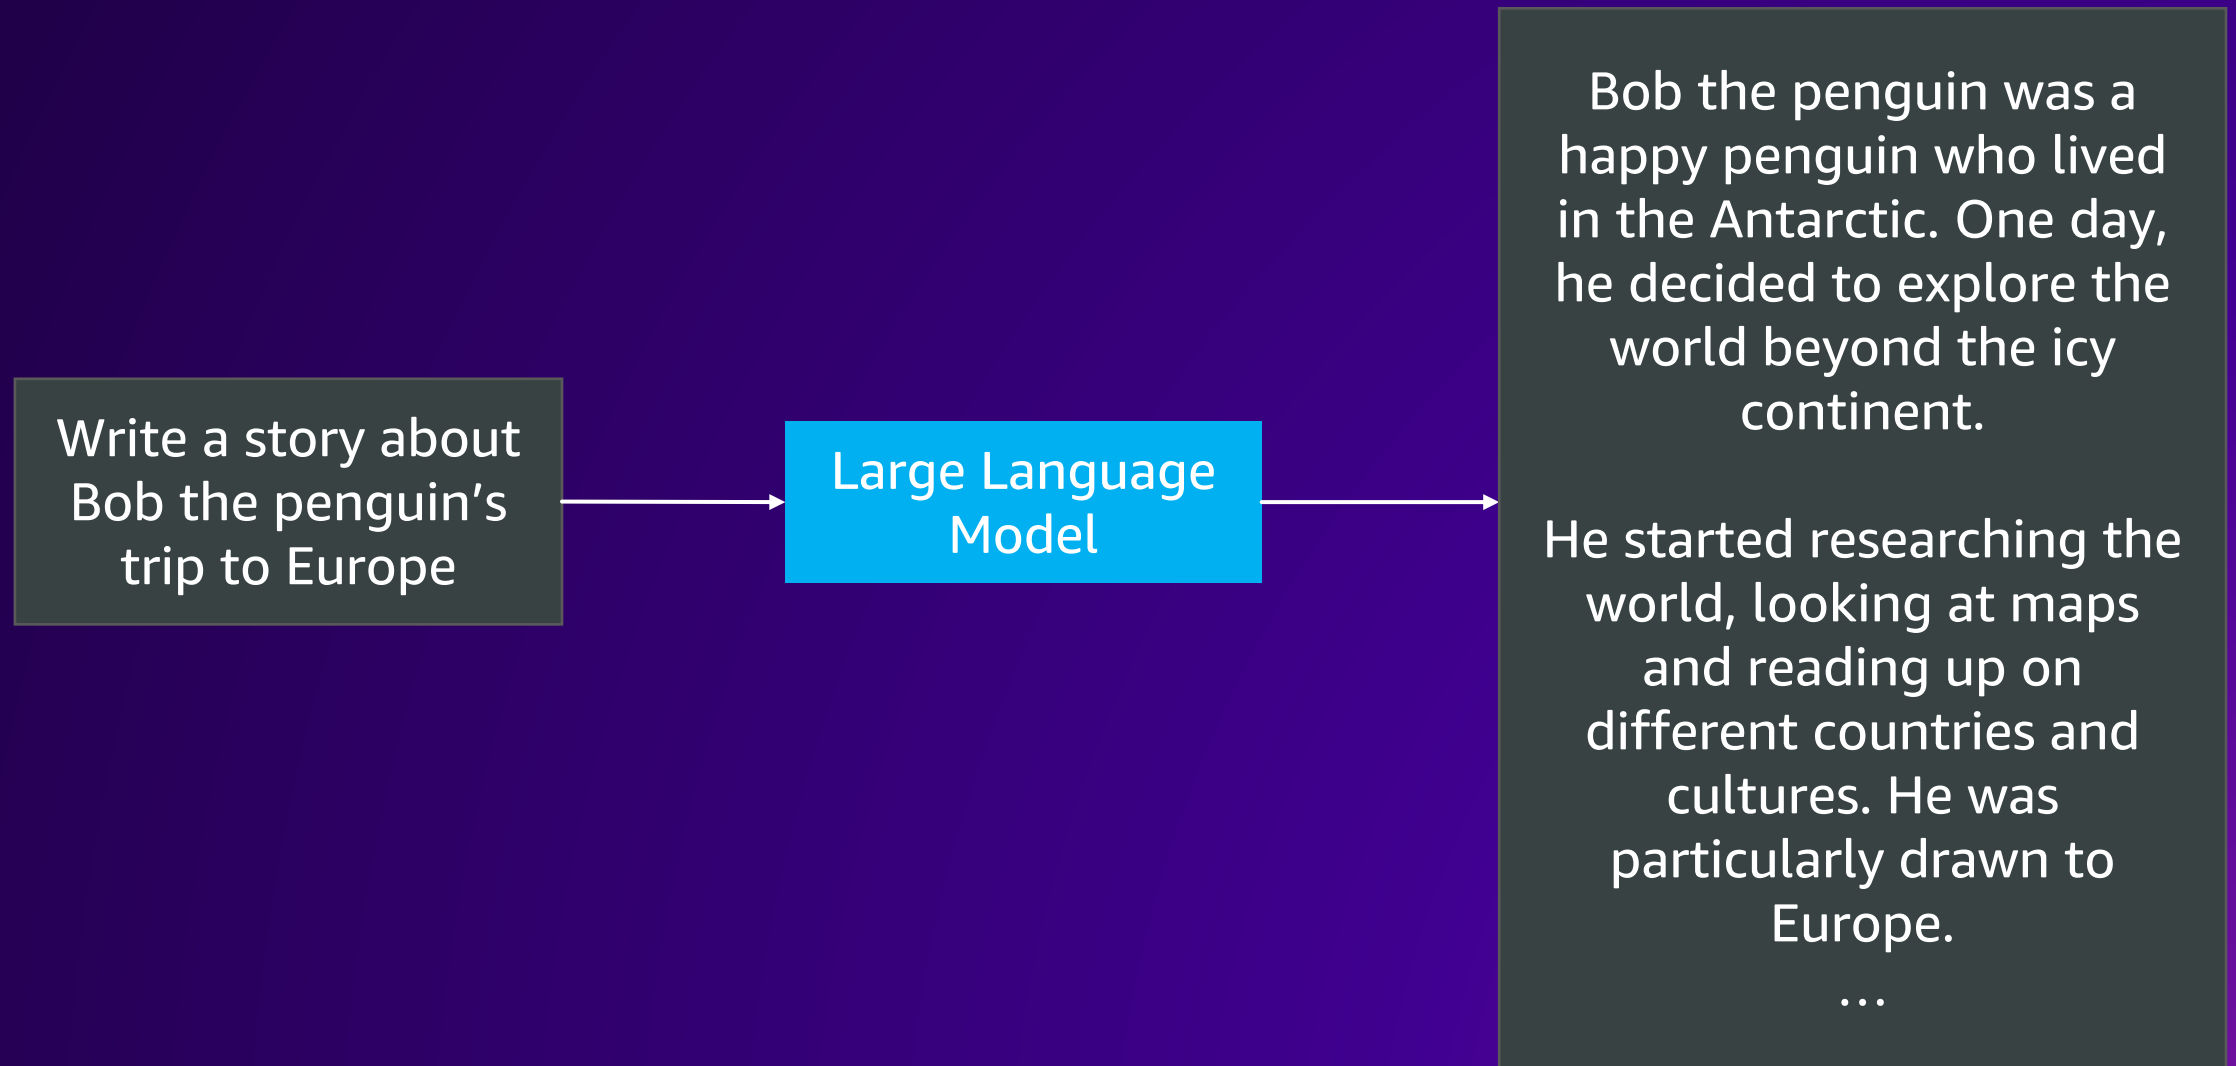 Write a story about
Bob the penguin’s
trip to Europe
Large Language
Model
Bob the penguin was a
happy penguin who lived
in the Antarctic. One day,
he decided to explore the
world beyond the icy
continent.
He started researching the
world, looking at maps
and reading up on
different countries and
cultures. He was
particularly drawn to
Europe.
…